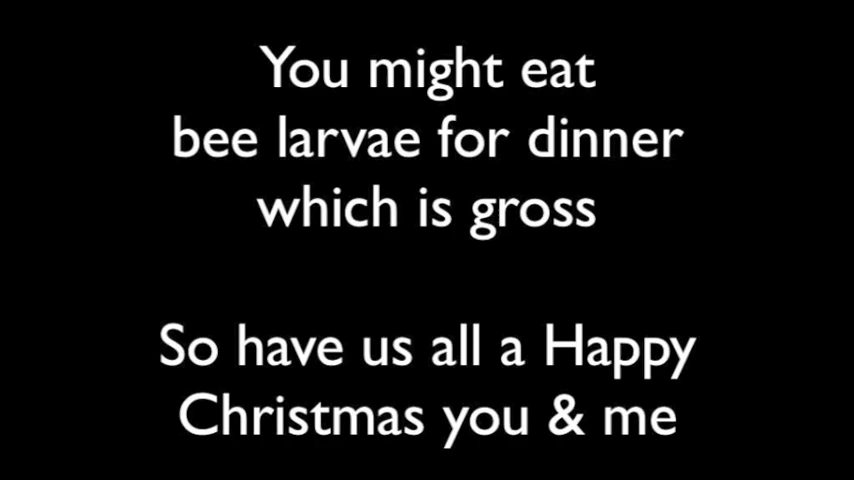 You might eat
bee larvae for dinner
which is gross
So have us all a Happy
Christmas you & me